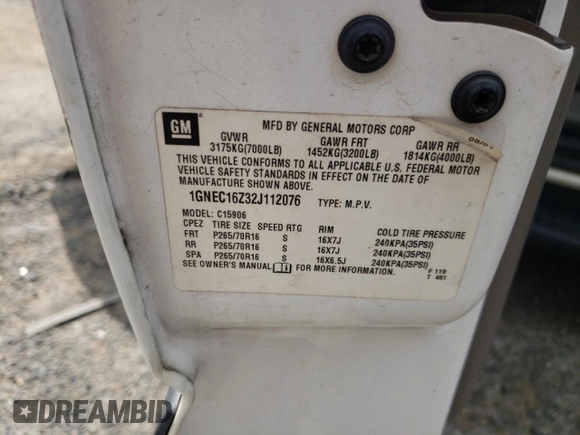 GM
MFD BY GENERAL MOTORS CORP
GVWR GAWR FRT GAWR RR
3175KG(7000LB) 1452KG(3200LB) 1814KG(4000LB)
THIS VEHICLE CONFORMS TO ALL APPLICABLE U.S. FEDERAL MOTOR
VEHICLE SAFETY STANDARDS IN EFFECT ON THE DATE OF
MANUFACTURE SHOWN ABOVE.
1GNEC16Z32J112076 TYPE: M.P.V.
MODEL: C15906
CPEZ TIRE SIZE SPEED RTG RIM COLD TIRE PRESSURE
FRT P265/70R16 S 16X7J 240KPA(35PSI)
RR P265/70R16 S 16X7J 240KPA(35PSI)
SPA P265/70R16 S 16X6.5J 240KPA(35PSI)
SEE OWNER'S MANUAL FOR MORE INFORMATION.
F 119
T 401
DREAMBID